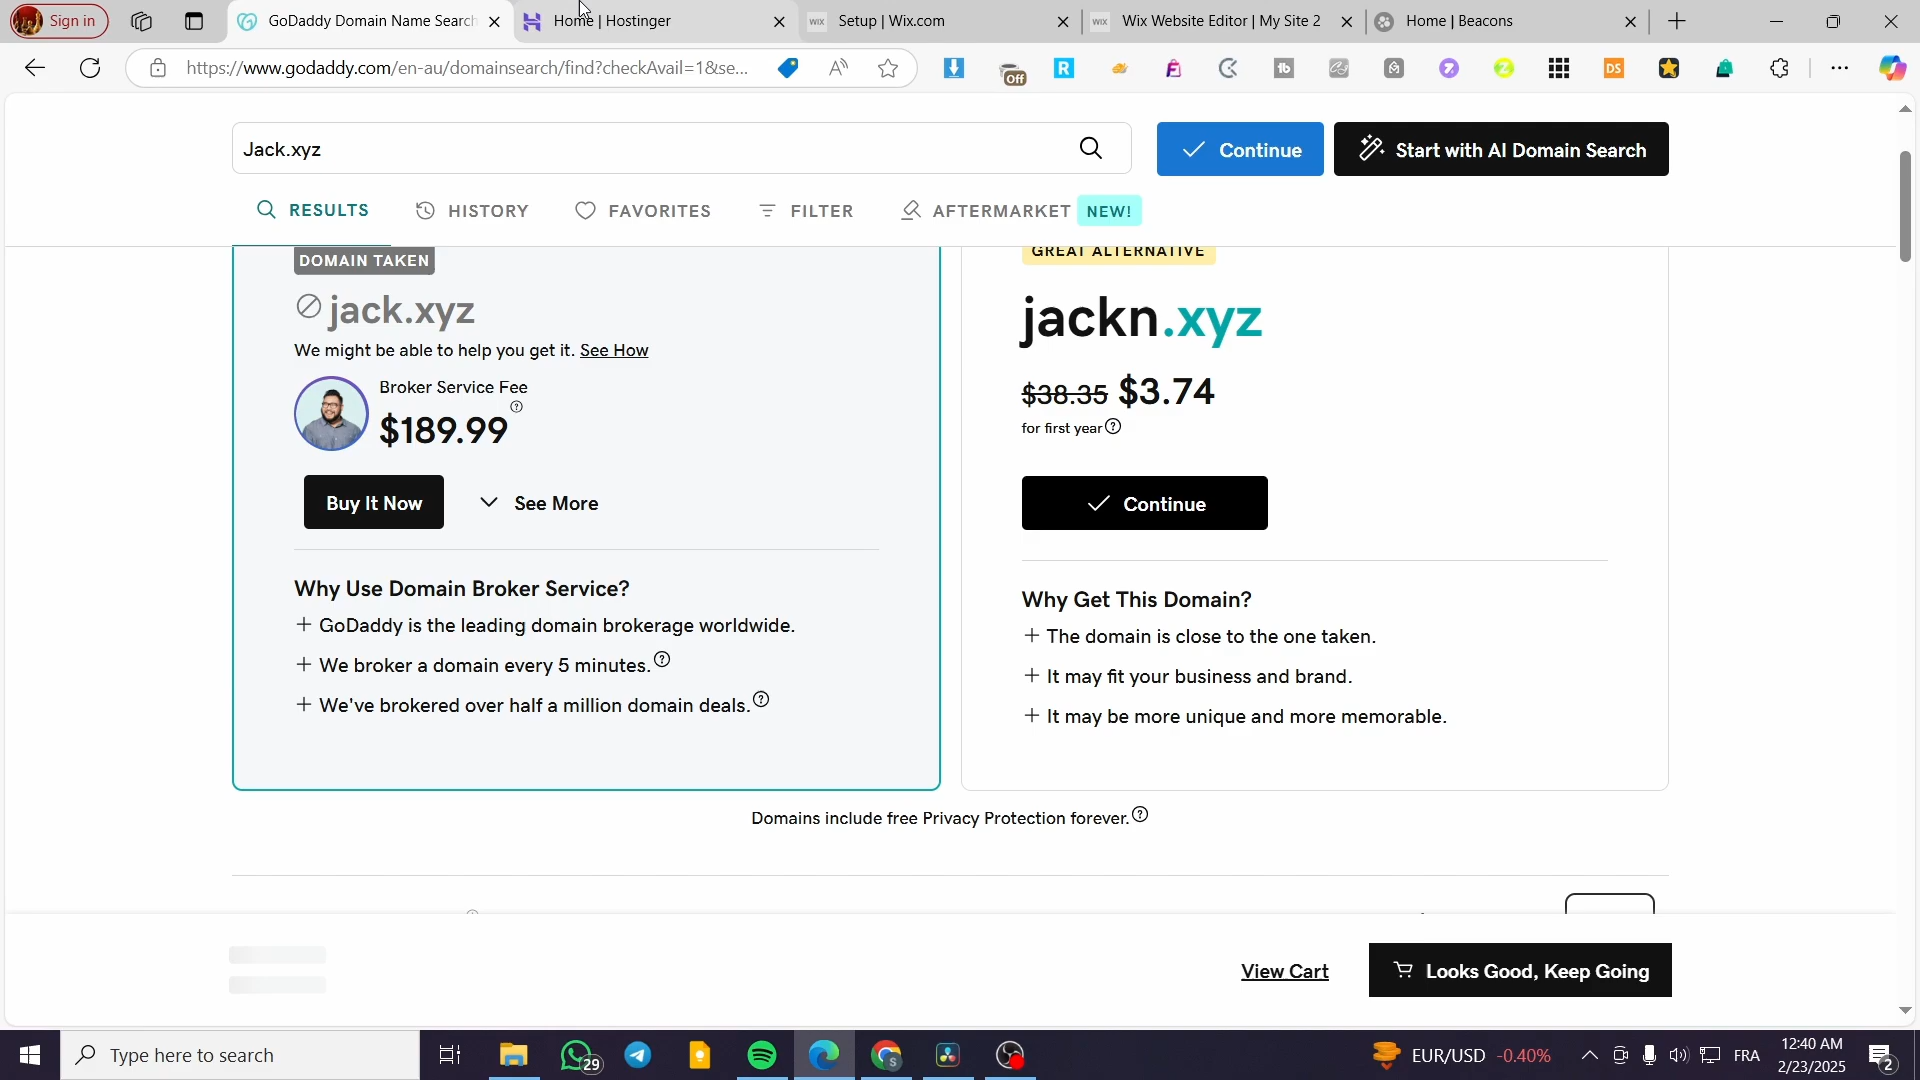 Sign in
GoDaddy Domain Name Search
Home | Hostinger
WIX Setup | Wix.com
WIX Wix Website Editor | My Site 2
Home | Beacons
https://www.godaddy.com/en-au/domainsearch/find?checkAvail=1&se...
Off
R
tb
DS
Jack.xyz
Continue
Start with AI Domain Search
RESULTS
HISTORY
FAVORITES
FILTER
AFTERMARKET
NEW!
DOMAIN TAKEN
jack.xyz
We might be able to help you get it. See How
Broker Service Fee
$189.99
Buy It Now
See More
Why Use Domain Broker Service?
+ GoDaddy is the leading domain brokerage worldwide.
+ We broker a domain every 5 minutes.
+ We've brokered over half a million domain deals.
GREAT ALTERNATIVE
jackn.xyz
$38.35 $3.74
for first year
Continue
Why Get This Domain?
+ The domain is close to the one taken.
+ It may fit your business and brand.
+ It may be more unique and more memorable.
Domains include free Privacy Protection forever.
View Cart
Looks Good, Keep Going
Type here to search
29
S
EUR/USD -0.40%
FRA
12:40 AM
2/23/2025
2